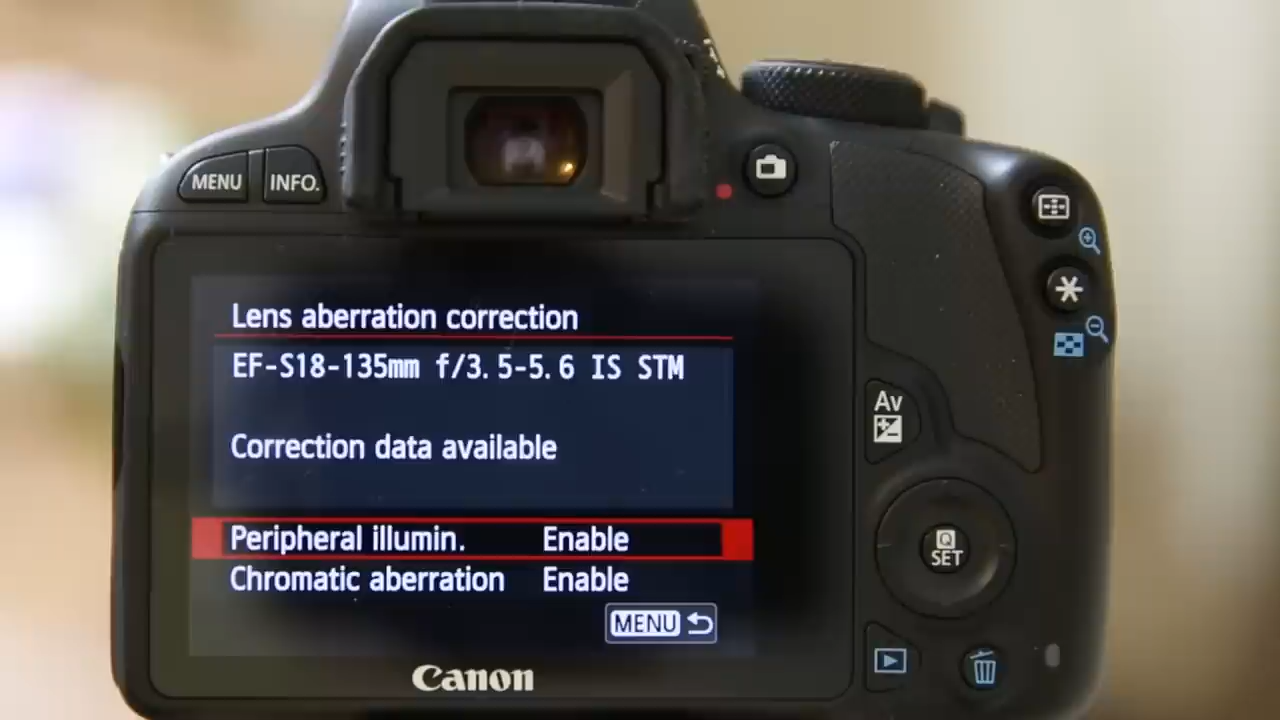 MENU INFO.
Lens aberration correction
EF-S18-135mm f/3.5-5.6 IS STM
Correction data available
Peripheral illumin. Enable
Chromatic aberration Enable
MENU
Av
Q
SET
Canon